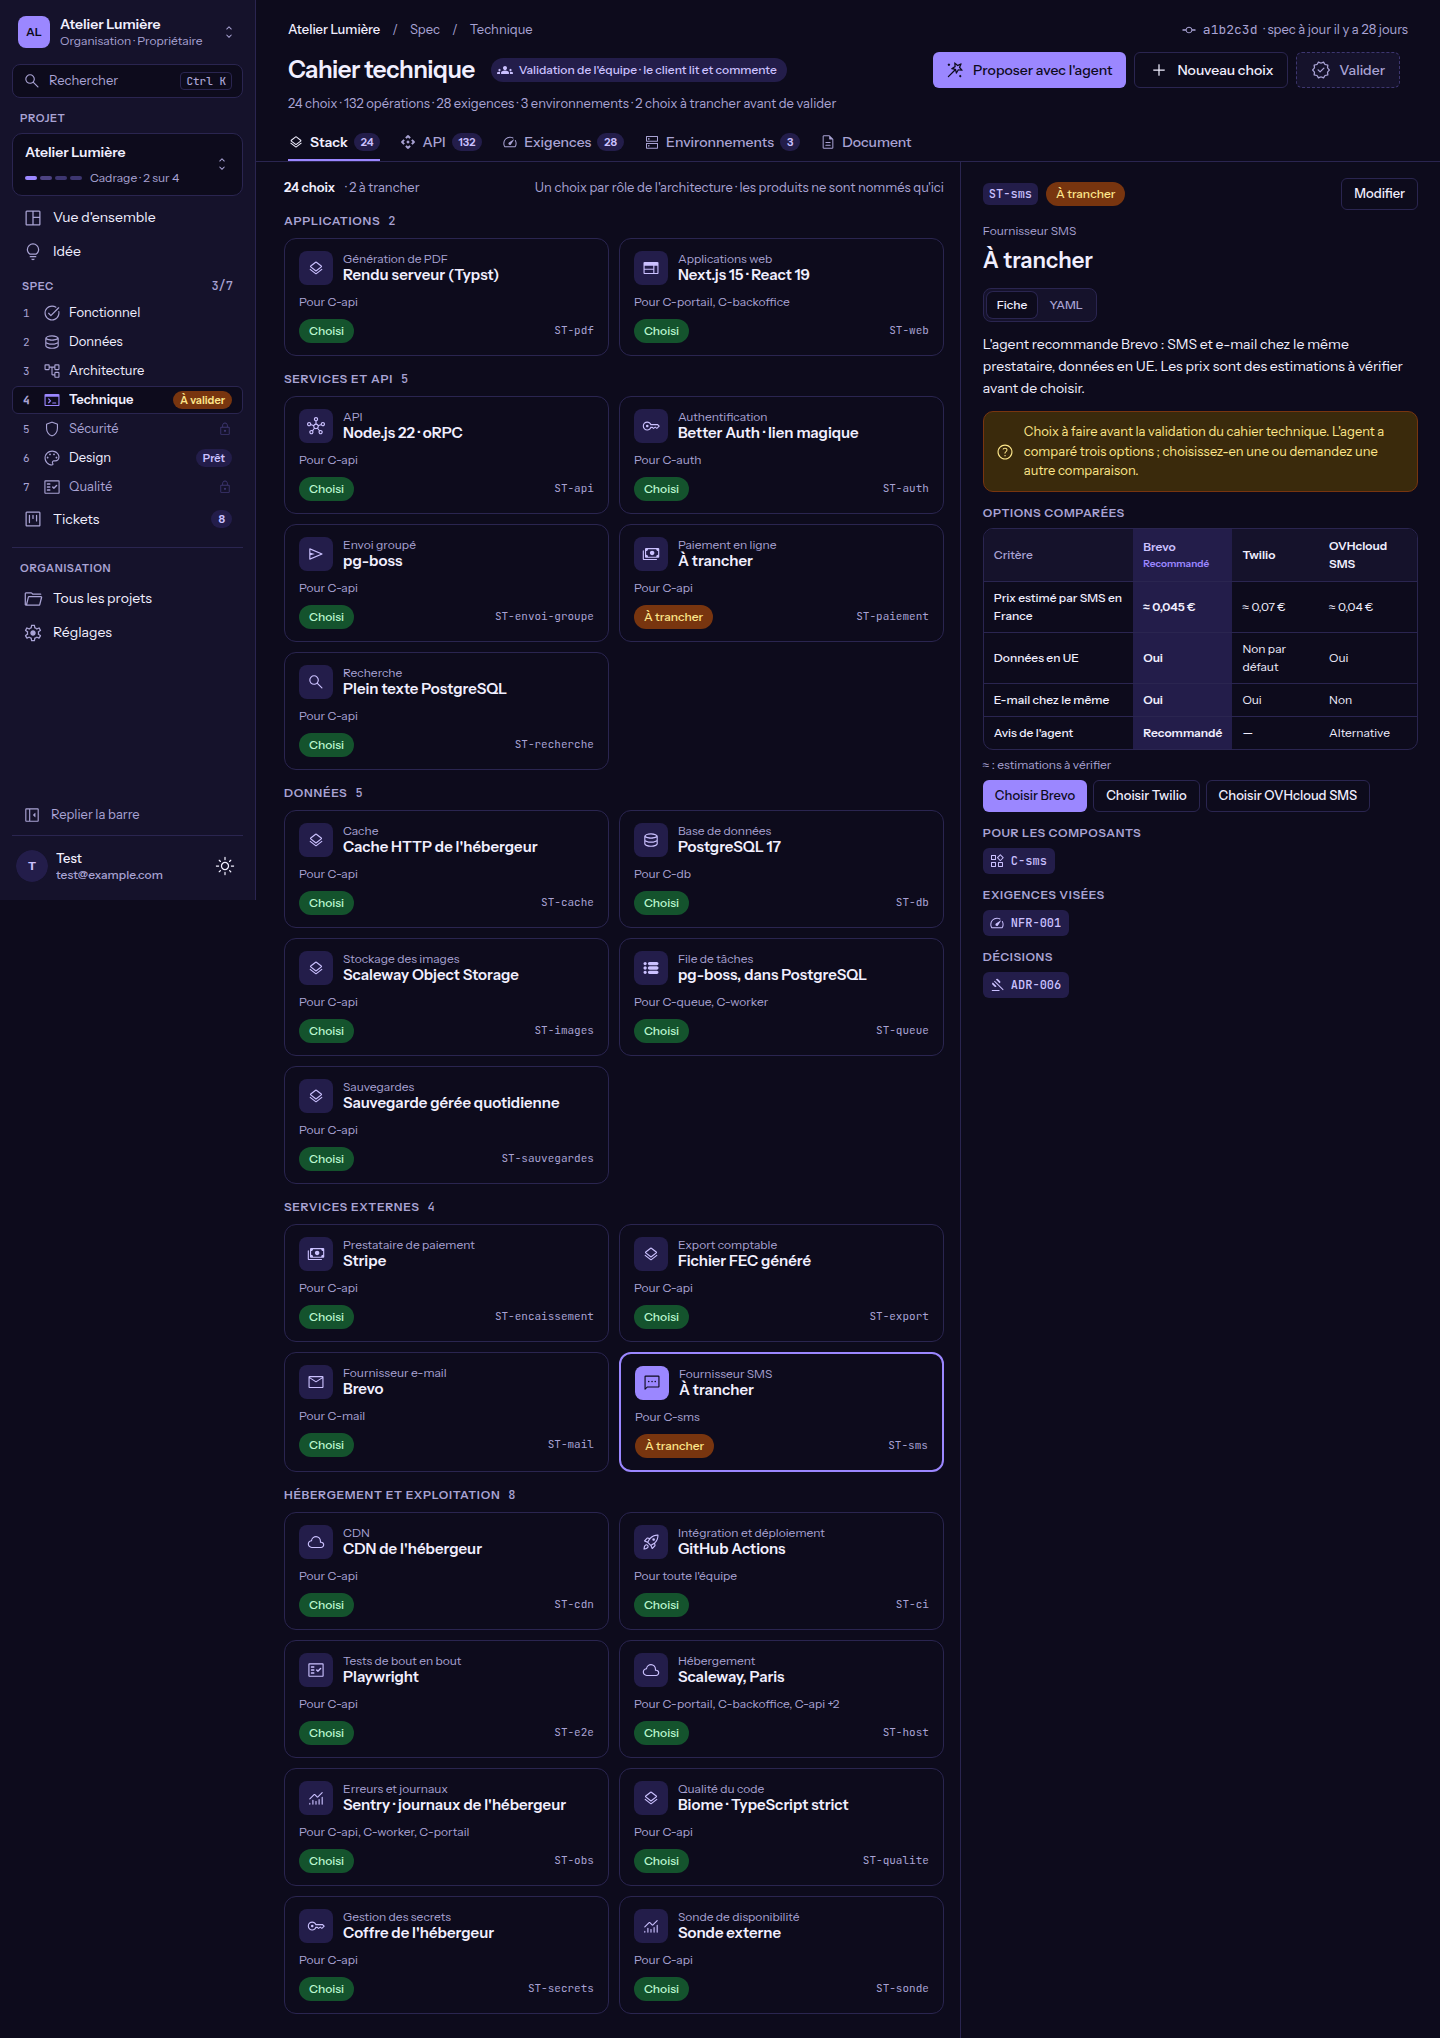 AL
Atelier Lumière
Organisation · Propriétaire
Rechercher
Ctrl K
PROJET
Atelier Lumière
Cadrage · 2 sur 4
Vue d'ensemble
Idée
SPEC 3/7
1 Fonctionnel
2 Données
3 Architecture
4 Technique À valider
5 Sécurité
6 Design Prêt
7 Qualité
Tickets 8
ORGANISATION
Tous les projets
Réglages
Replier la barre
T
Test
test@example.com
Atelier Lumière / Spec / Technique
a1b2c3d · spec à jour il y a 28 jours
Cahier technique
Validation de l'équipe · le client lit et commente
Proposer avec l'agent
Nouveau choix
Valider
24 choix · 132 opérations · 28 exigences · 3 environnements · 2 choix à trancher avant de valider
Stack 24
API 132
Exigences 28
Environnements 3
Document
24 choix · 2 à trancher
Un choix par rôle de l'architecture · les produits ne sont nommés qu'ici
APPLICATIONS 2
Génération de PDF
Rendu serveur (Typst)
Pour C-api
Choisi ST-pdf
Applications web
Next.js 15 · React 19
Pour C-portail, C-backoffice
Choisi ST-web
SERVICES ET API 5
API
Node.js 22 · oRPC
Pour C-api
Choisi ST-api
Authentification
Better Auth · lien magique
Pour C-auth
Choisi ST-auth
Envoi groupé
pg-boss
Pour C-api
Choisi ST-envoi-groupe
Paiement en ligne
À trancher
Pour C-api
À trancher ST-paiement
Recherche
Plein texte PostgreSQL
Pour C-api
Choisi ST-recherche
DONNÉES 5
Cache
Cache HTTP de l'hébergeur
Pour C-api
Choisi ST-cache
Base de données
PostgreSQL 17
Pour C-db
Choisi ST-db
Stockage des images
Scaleway Object Storage
Pour C-api
Choisi ST-images
File de tâches
pg-boss, dans PostgreSQL
Pour C-queue, C-worker
Choisi ST-queue
Sauvegardes
Sauvegarde gérée quotidienne
Pour C-api
Choisi ST-sauvegardes
SERVICES EXTERNES 4
Prestataire de paiement
Stripe
Pour C-api
Choisi ST-encaissement
Export comptable
Fichier FEC généré
Pour C-api
Choisi ST-export
Fournisseur e-mail
Brevo
Pour C-mail
Choisi ST-mail
Fournisseur SMS
À trancher
Pour C-sms
À trancher ST-sms
HÉBERGEMENT ET EXPLOITATION 8
CDN
CDN de l'hébergeur
Pour C-api
Choisi ST-cdn
Intégration et déploiement
GitHub Actions
Pour toute l'équipe
Choisi ST-ci
Tests de bout en bout
Playwright
Pour C-api
Choisi ST-e2e
Hébergement
Scaleway, Paris
Pour C-portail, C-backoffice, C-api +2
Choisi ST-host
Erreurs et journaux
Sentry · journaux de l'hébergeur
Pour C-api, C-worker, C-portail
Choisi ST-obs
Qualité du code
Biome · TypeScript strict
Pour C-api
Choisi ST-qualite
Gestion des secrets
Coffre de l'hébergeur
Pour C-api
Choisi ST-secrets
Sonde de disponibilité
Sonde externe
Pour C-api
Choisi ST-sonde
ST-sms À trancher
Modifier
Fournisseur SMS
À trancher
Fiche YAML
L'agent recommande Brevo : SMS et e-mail chez le même
prestataire, données en UE. Les prix sont des estimations à vérifier
avant de choisir.
Choix à faire avant la validation du cahier technique. L'agent a
comparé trois options ; choisissez-en une ou demandez une
autre comparaison.
OPTIONS COMPARÉES
Critère
Brevo
Recommandé
Twilio
OVHcloud
SMS
Prix estimé par SMS en
France
≈ 0,045 € ≈ 0,07 € ≈ 0,04 €
Données en UE
Oui
Non par
défaut
Oui
E-mail chez le même Oui Oui Non
Avis de l'agent Recommandé — Alternative
≈ : estimations à vérifier
Choisir Brevo
Choisir Twilio
Choisir OVHcloud SMS
POUR LES COMPOSANTS
C-sms
EXIGENCES VISÉES
NFR-001
DÉCISIONS
ADR-006